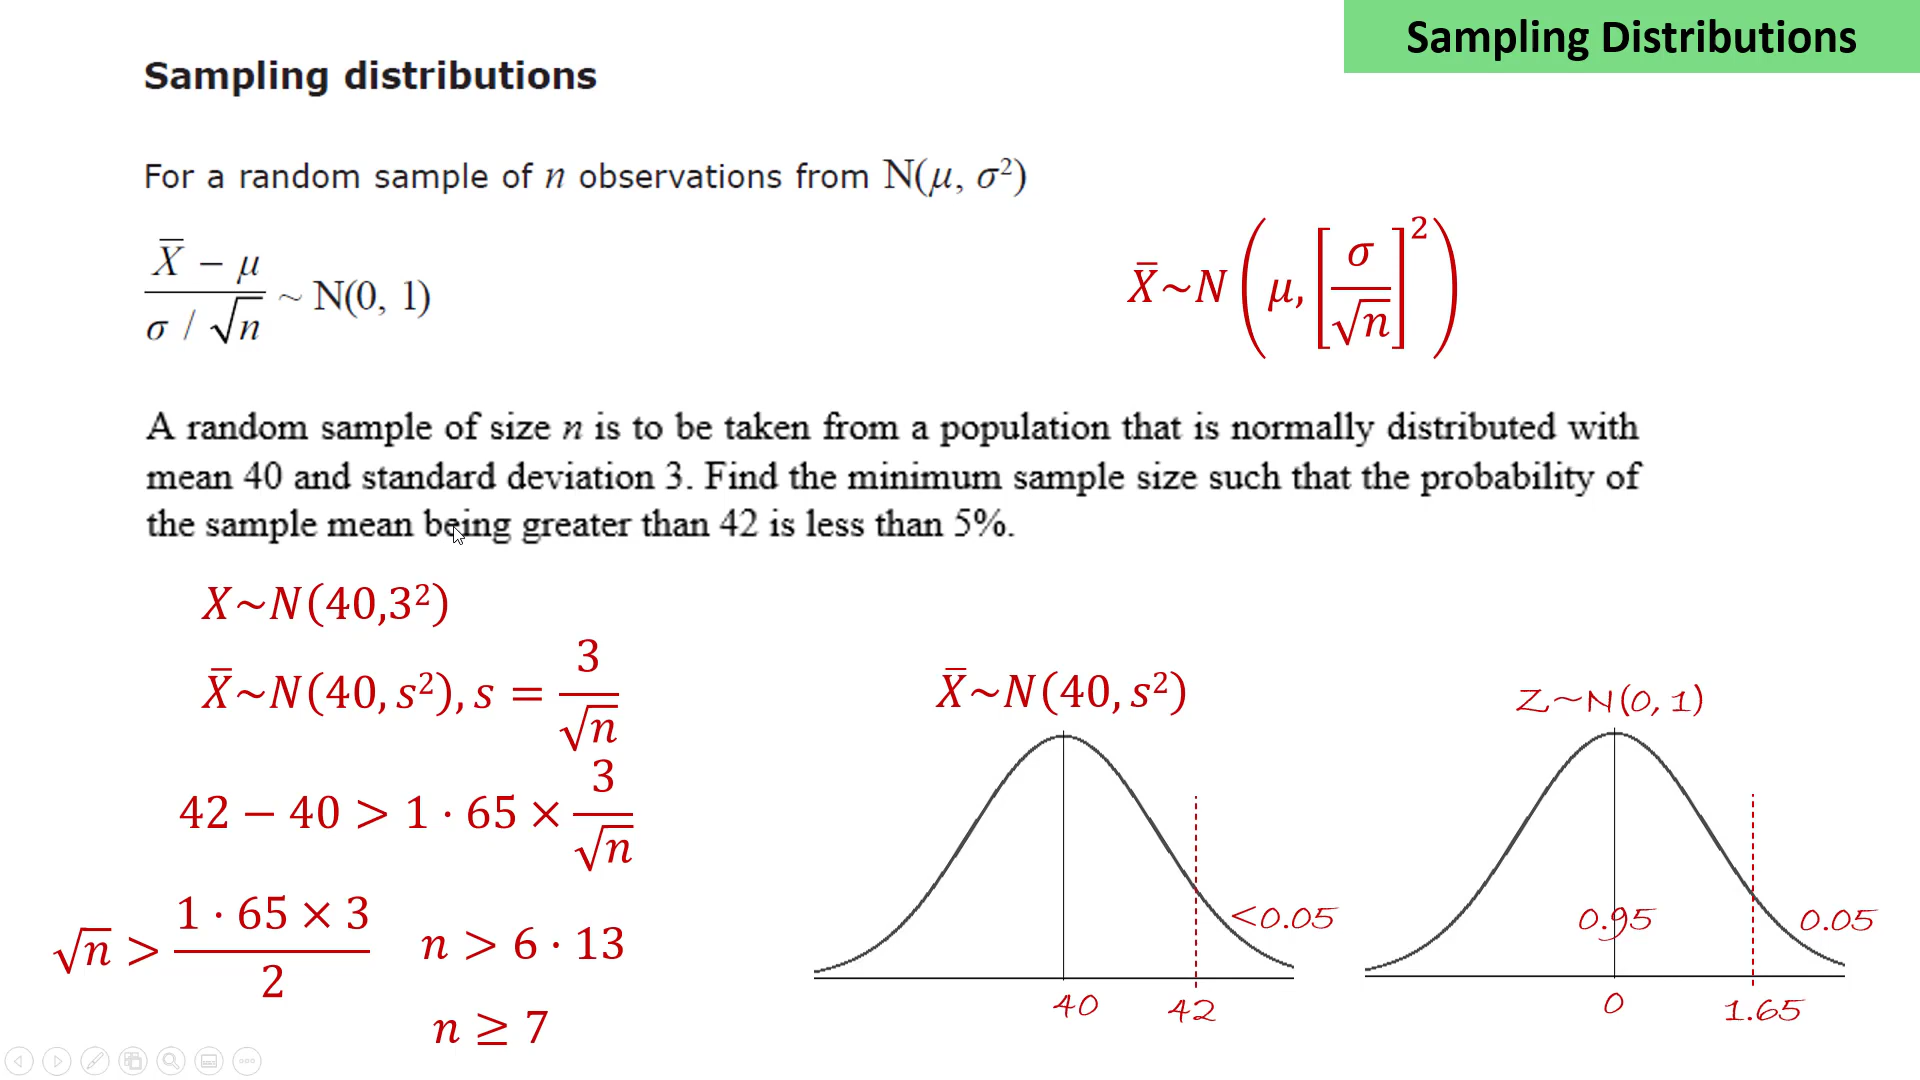 Sampling Distributions
Sampling distributions
For a random sample of n observations from N(μ, σ²)
X̄ − μ
σ / √n
~ N(0, 1)
X̄~N(μ, [σ/√n]²)
A random sample of size n is to be taken from a population that is normally distributed with
mean 40 and standard deviation 3. Find the minimum sample size such that the probability of
the sample mean being greater than 42 is less than 5%.
X~N(40,3²)
X̄~N(40, s²), s = 3/√n
42 − 40 > 1·65 × 3/√n
√n > 1·65 × 3 / 2
n > 6·13
n ≥ 7
X̄~N(40, s²)
<0.05
40
42
Z~N(0, 1)
0.95
0.05
0
1.65